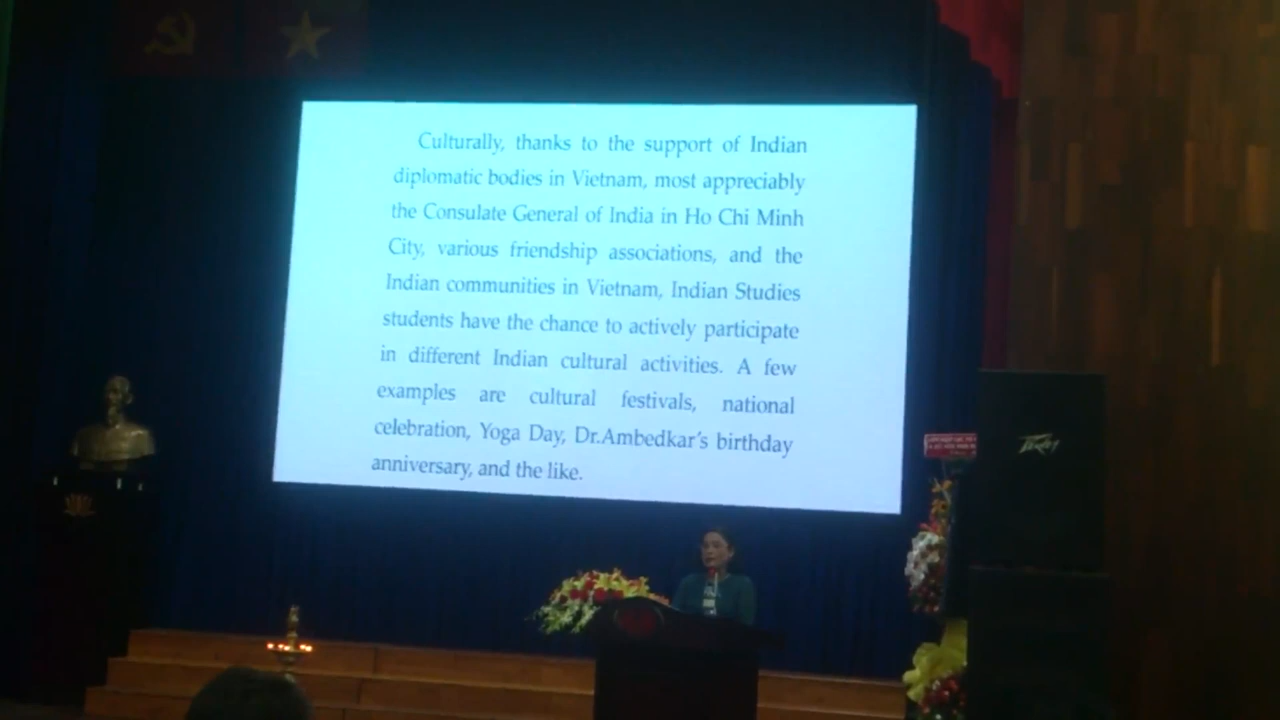 Culturally, thanks to the support of Indian
diplomatic bodies in Vietnam, most appreciably
the Consulate General of India in Ho Chi Minh
City, various friendship associations, and the
Indian communities in Vietnam, Indian Studies
students have the chance to actively participate
in different Indian cultural activities. A few
examples are cultural festivals, national
celebration, Yoga Day, Dr.Ambedkar's birthday
anniversary, and the like.
Peavey